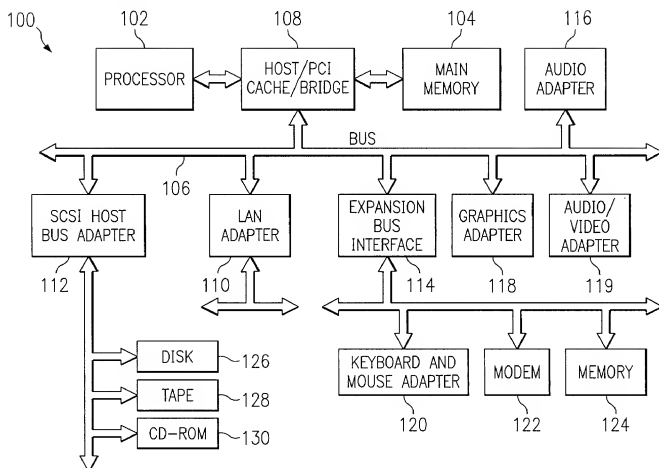 100
102
108
104
116
PROCESSOR
HOST/PCI
CACHE/BRIDGE
MAIN
MEMORY
AUDIO
ADAPTER
BUS
106
SCSI HOST
BUS ADAPTER
LAN
ADAPTER
EXPANSION
BUS
INTERFACE
GRAPHICS
ADAPTER
AUDIO/
VIDEO
ADAPTER
112
110
114
118
119
DISK
126
TAPE
128
CD-ROM
130
KEYBOARD AND
MOUSE ADAPTER
MODEM
MEMORY
120
122
124